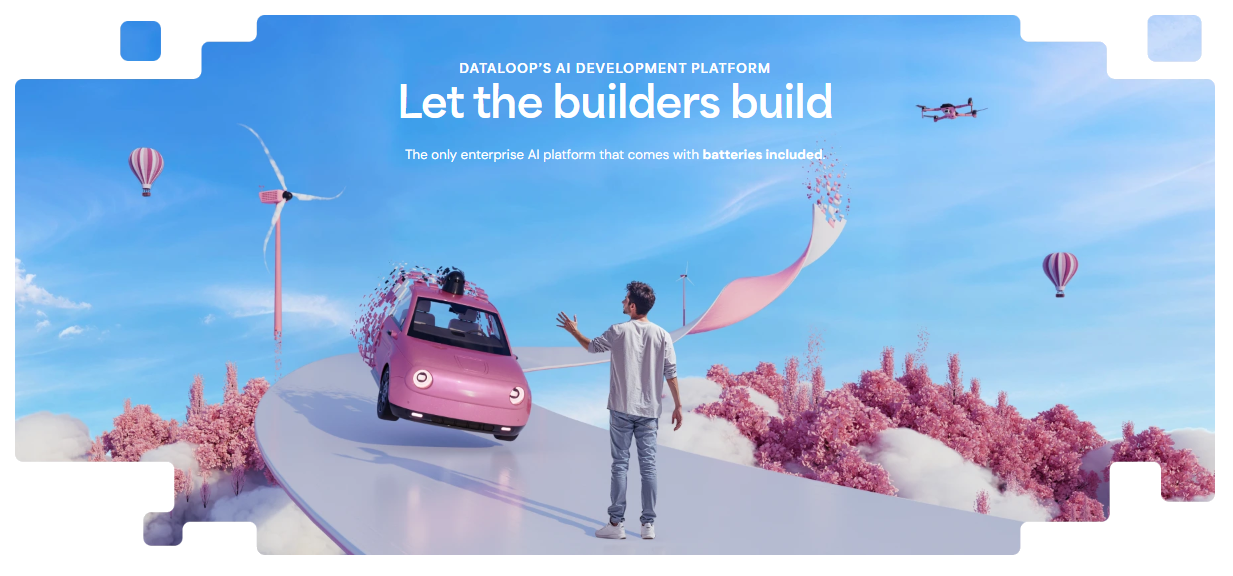 DATALOOP'S AI DEVELOPMENT PLATFORM
Let the builders build
The only enterprise AI platform that comes with batteries included.